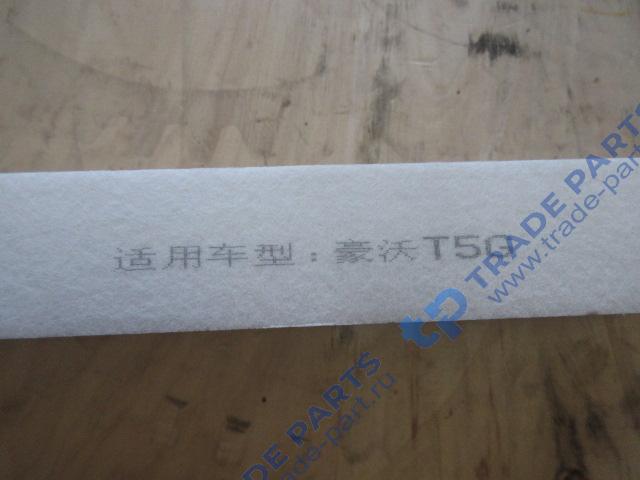 适用车型：豪沃T5G
TRADE PARTS
www.trade-part
tp
TRADE PARTS
www.trade-part.ru